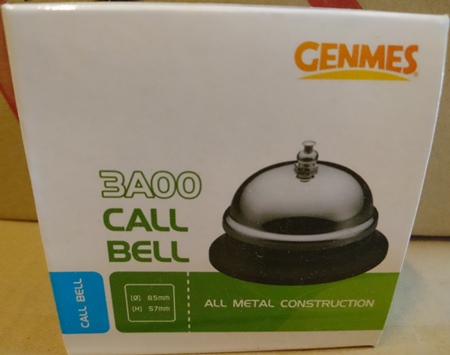 GENMES
3A00
CALL
BELL
CALL BELL
[Ø] 85mm
[H] 57mm
ALL METAL CONSTRUCTION